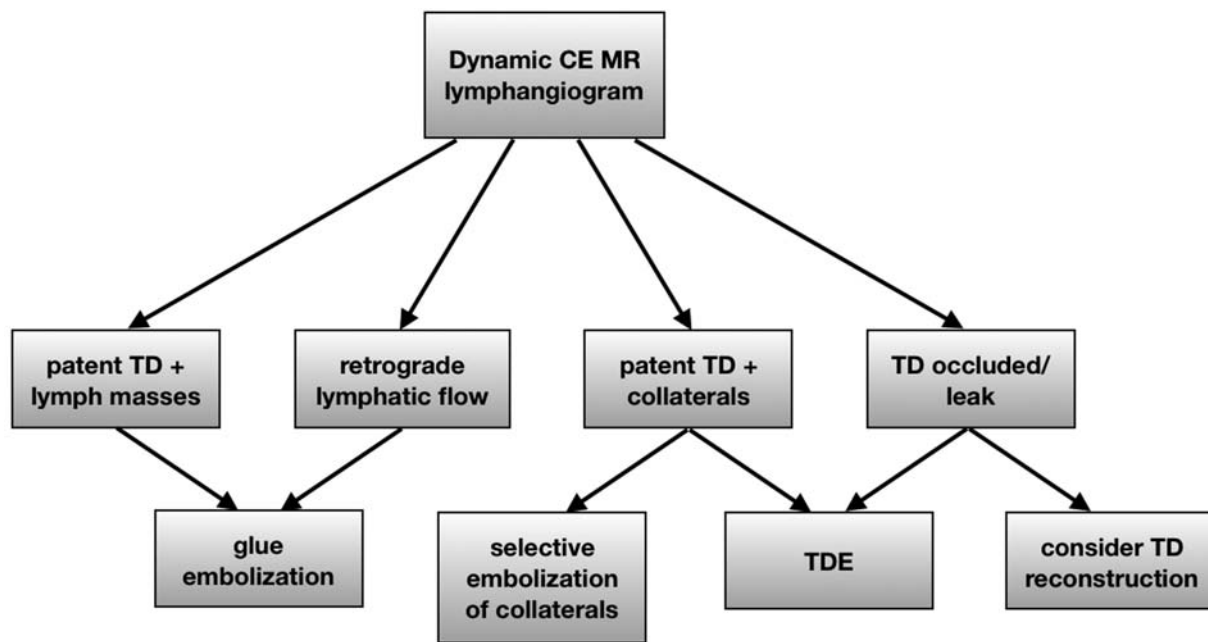 Dynamic CE MR
lymphangiogram
patent TD +
lymph masses
retrograde
lymphatic flow
patent TD +
collaterals
TD occluded/
leak
glue
embolization
selective
embolization
of collaterals
TDE
consider TD
reconstruction